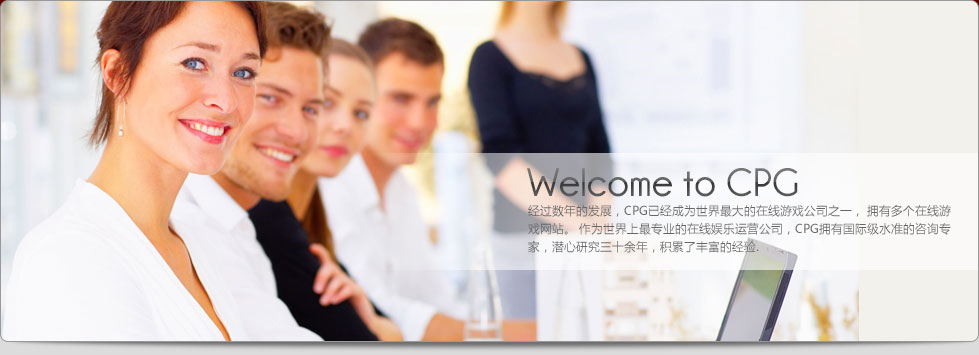 Welcome to CPG
经过数年的发展，CPG已经成为世界最大的在线游戏公司之一， 拥有多个在线游
戏网站。 作为世界上最专业的在线娱乐运营公司，CPG拥有国际级水准的咨询专
家，潜心研究三十余年，积累了丰富的经验.